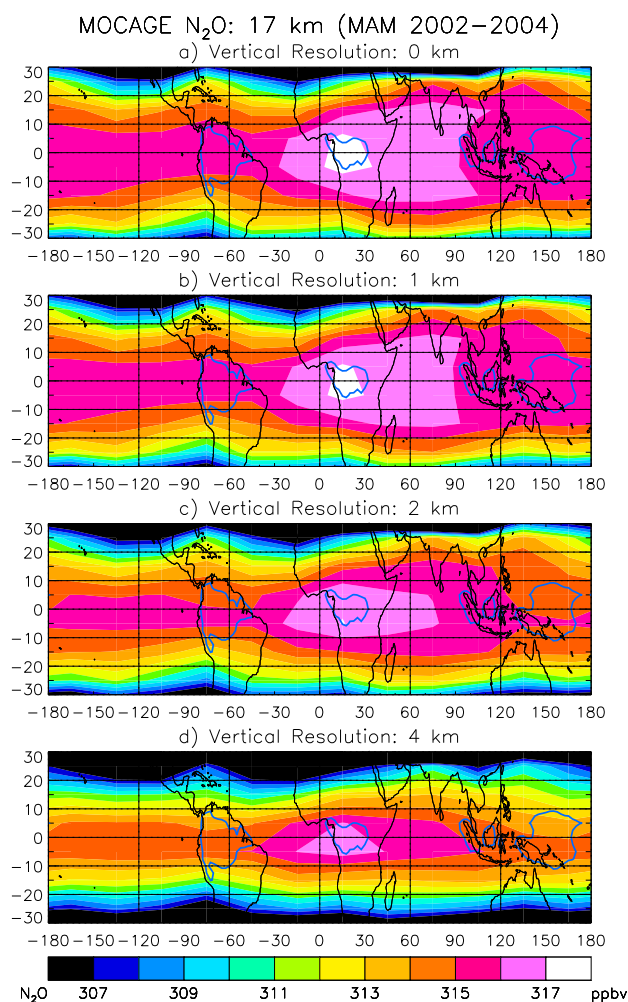 MOCAGE N₂O: 17 km (MAM 2002−2004)
a) Vertical Resolution: 0 km
30
20
10
0
−10
−20
−30
−180 −150 −120 −90 −60 −30 0 30 60 90 120 150 180
b) Vertical Resolution: 1 km
30
20
10
0
−10
−20
−30
−180 −150 −120 −90 −60 −30 0 30 60 90 120 150 180
c) Vertical Resolution: 2 km
30
20
10
0
−10
−20
−30
−180 −150 −120 −90 −60 −30 0 30 60 90 120 150 180
d) Vertical Resolution: 4 km
30
20
10
0
−10
−20
−30
−180 −150 −120 −90 −60 −30 0 30 60 90 120 150 180
N₂O 307 309 311 313 315 317 ppbv